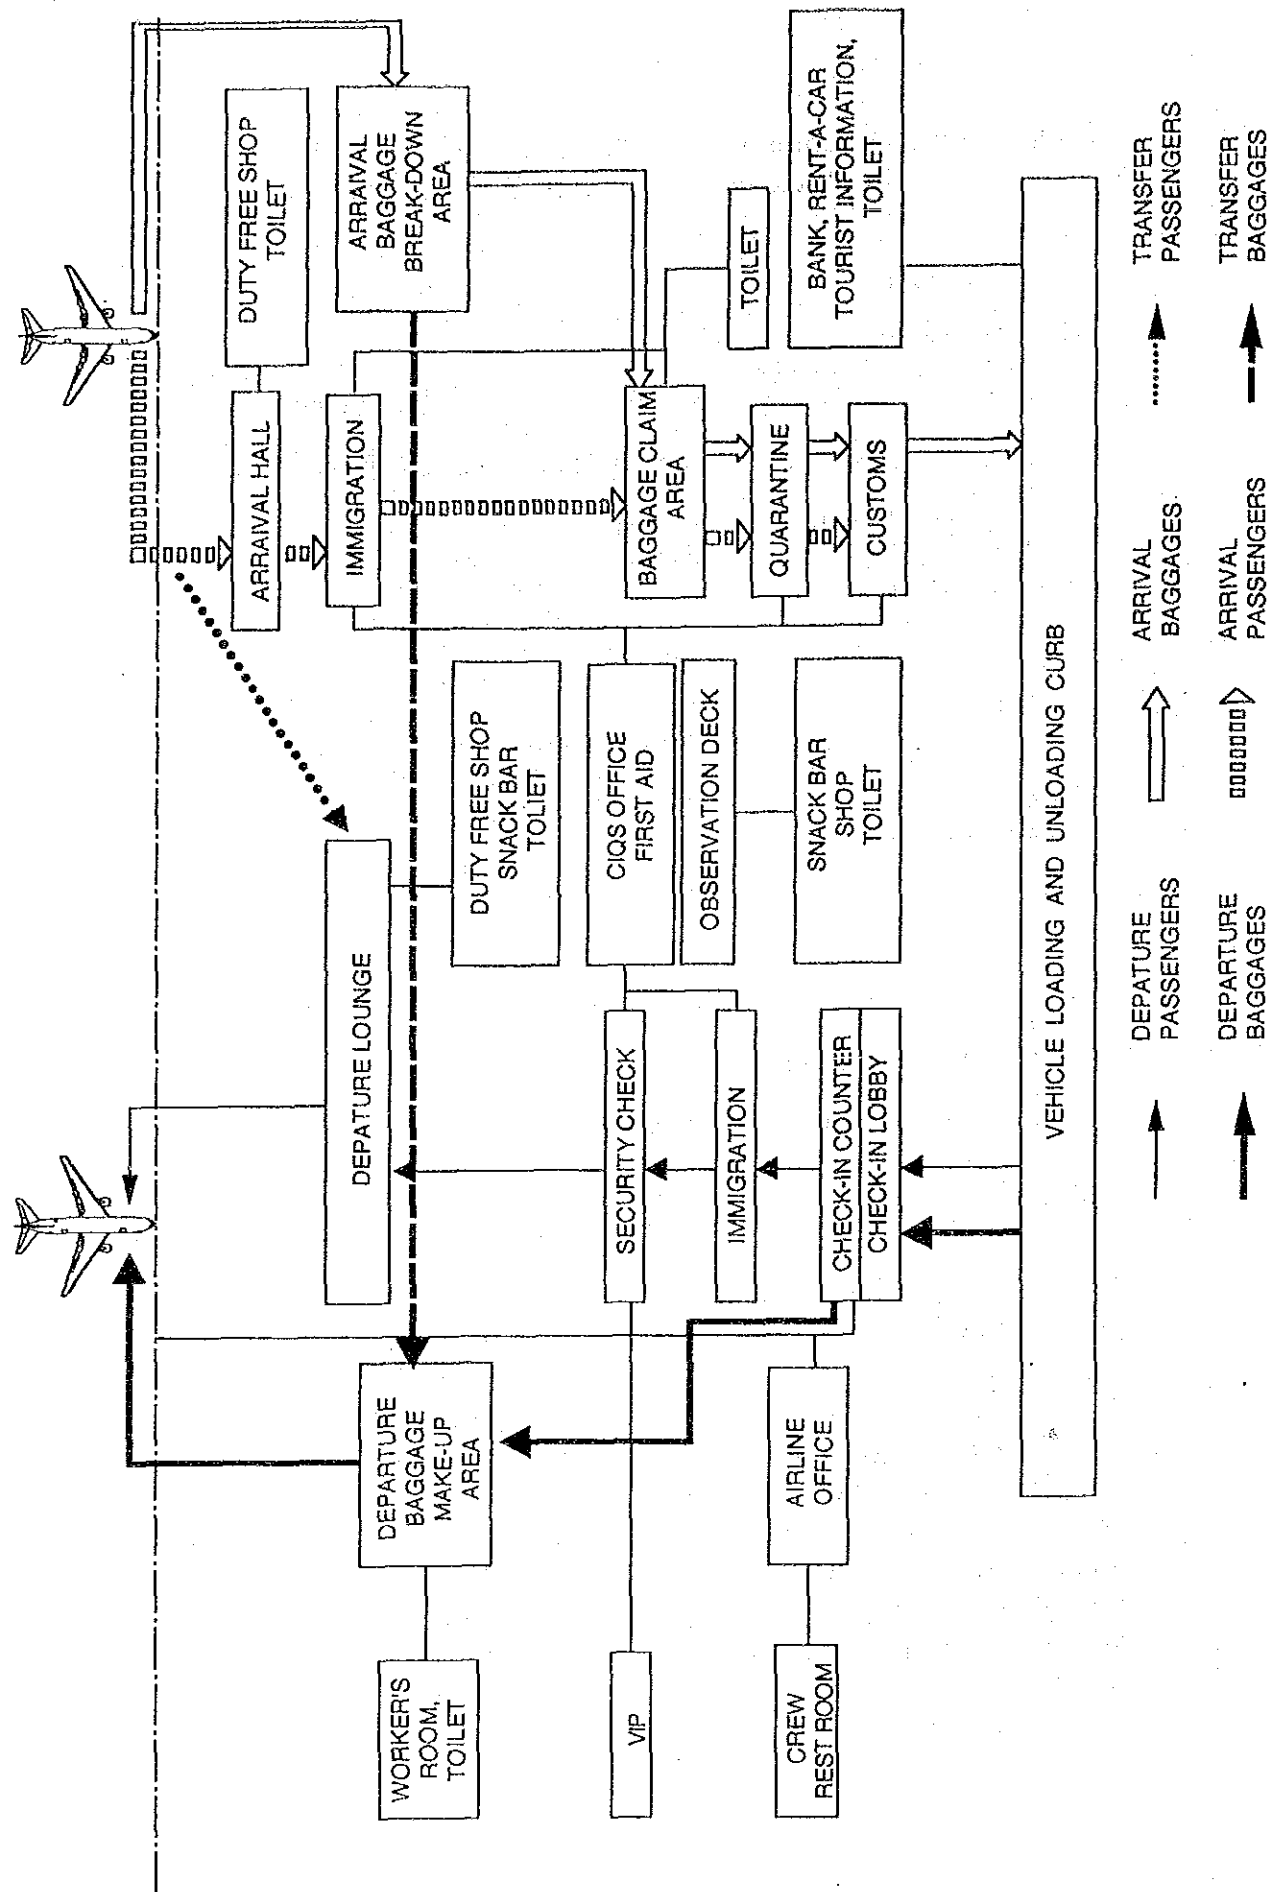 WORKER'S
ROOM,
TOILET
DEPARTURE
BAGGAGE
MAKE-UP
AREA
DEPATURE LOUNGE
ARRAIVAL HALL
DUTY FREE SHOP
TOILET
IMMIGRATION
ARRAIVAL
BAGGAGE
BREAK-DOWN
AREA
DUTY FREE SHOP
SNACK BAR
TOLIET
VIP
SECURITY CHECK
CIQS OFFICE
FIRST AID
BAGGAGE CLAIM
AREA
OBSERVATION DECK
IMMIGRATION
TOILET
CREW
REST ROOM
AIRLINE
OFFICE
CHECK-IN COUNTER
CHECK-IN LOBBY
SNACK BAR
SHOP
TOILET
QUARANTINE
CUSTOMS
BANK, RENT-A-CAR
TOURIST INFORMATION,
TOILET
VEHICLE LOADING AND UNLOADING CURB
DEPATURE
PASSENGERS
ARRIVAL
BAGGAGES
TRANSFER
PASSENGERS
DEPARTURE
BAGGAGES
ARRIVAL
PASSENGERS
TRANSFER
BAGGAGES